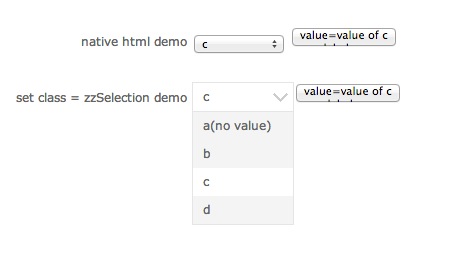 native html demo c value=value of c
set class = zzSelection demo c value=value of c
a(no value)
b
c
d